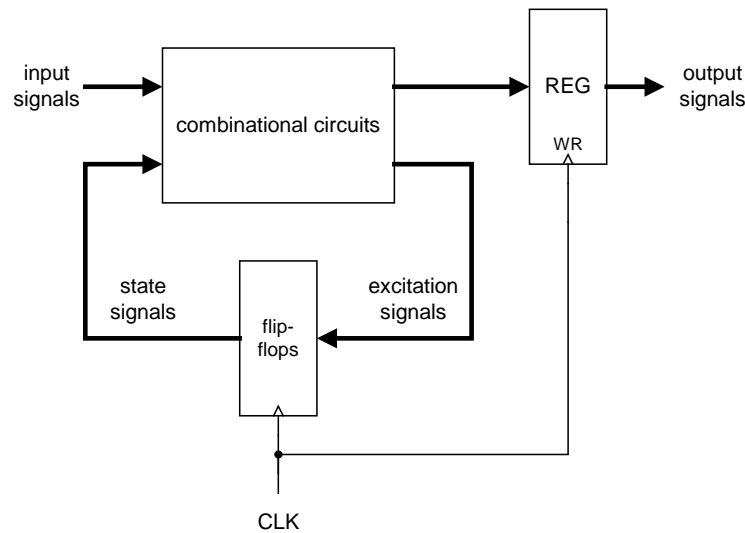 input
signals
combinational circuits
REG
WR
output
signals
state
signals
flip-
flops
excitation
signals
CLK